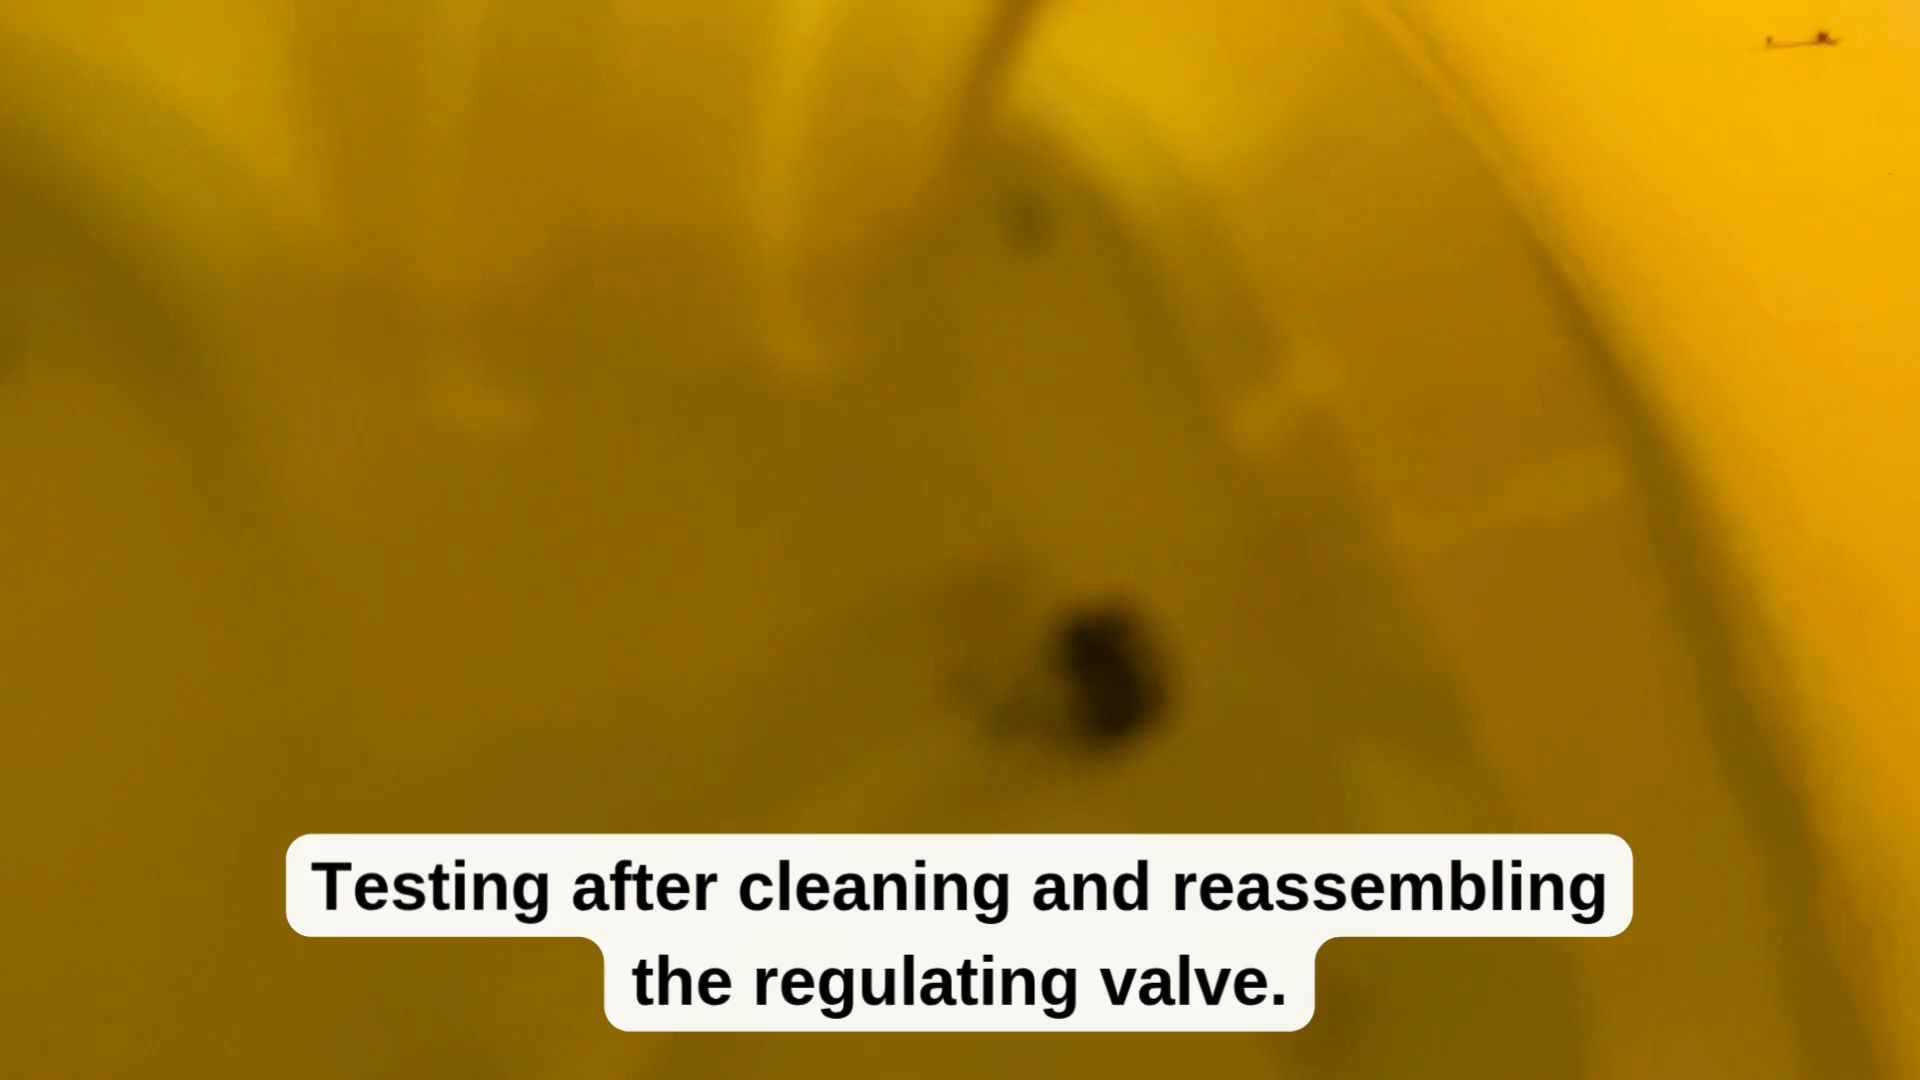 Testing after cleaning and reassembling
the regulating valve.